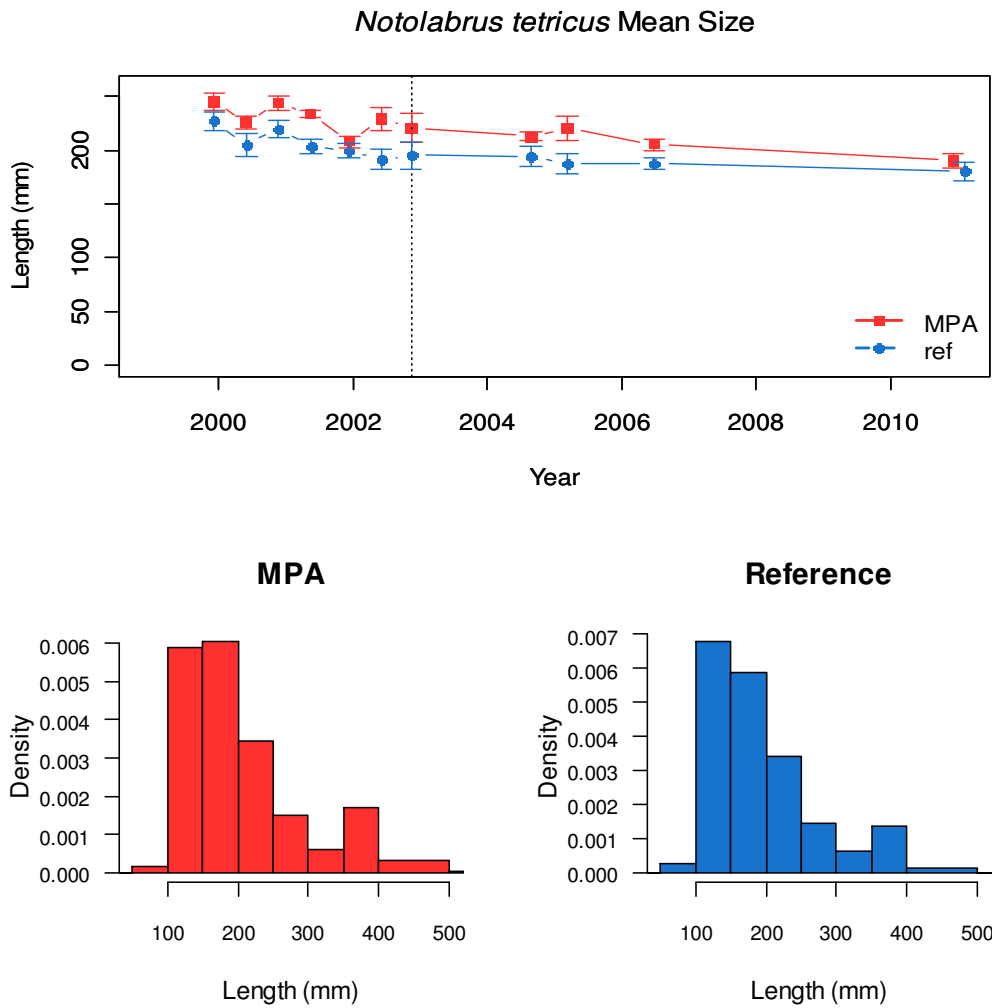 Notolabrus tetricus Mean Size
Length (mm)
200
100
50
0
MPA
ref
2000 2002 2004 2006 2008 2010
Year
MPA
Density
0.006
0.005
0.004
0.003
0.002
0.001
0.000
100 200 300 400 500
Length (mm)
Reference
Density
0.007
0.006
0.005
0.004
0.003
0.002
0.001
0.000
100 200 300 400 500
Length (mm)